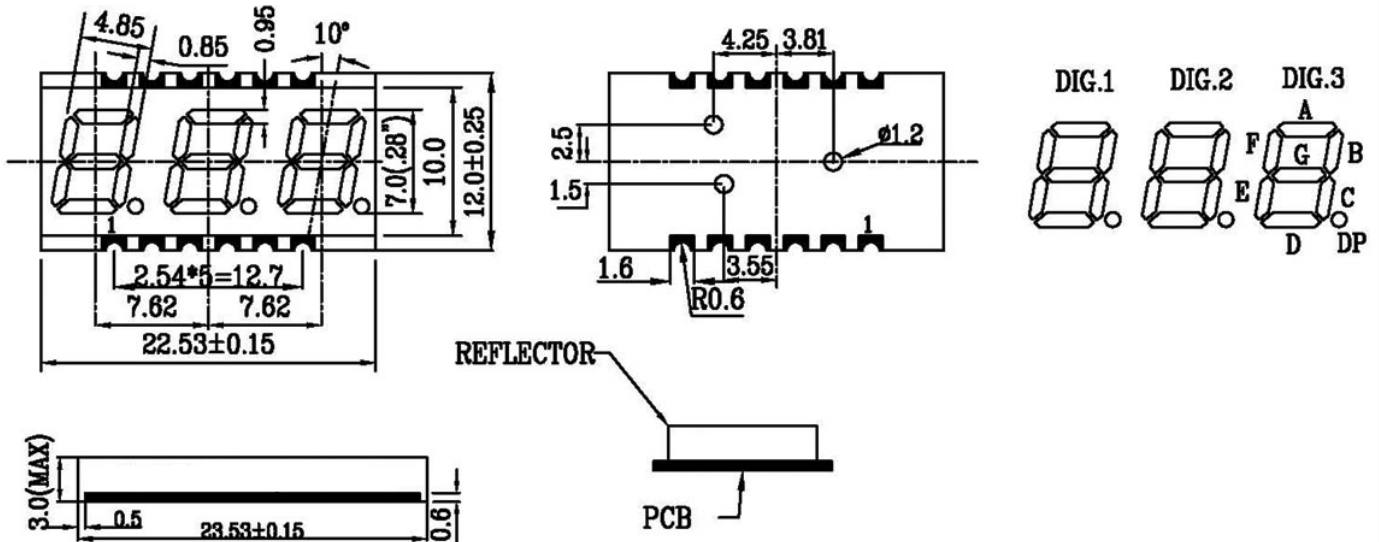 4.85
0.85
0.95
10°
7.0(.28")
10.0
12.0±0.25
1
2.54*5=12.7
7.62 7.62
22.53±0.15
4.25 3.81
2.5
ø1.2
1.5
1
1.6
3.55
R0.6
DIG.1 DIG.2 DIG.3
A
F
G
B
E
C
D
DP
REFLECTOR
PCB
3.0(MAX)
0.5
23.53±0.15
0.6